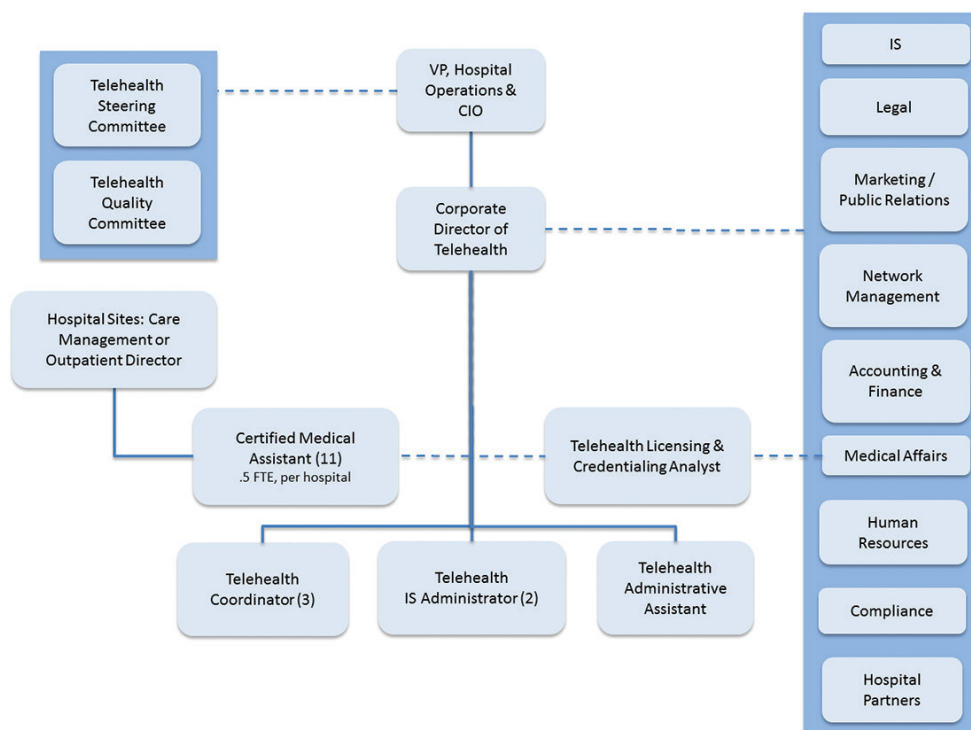 Telehealth
Steering
Committee
Telehealth
Quality
Committee
VP, Hospital
Operations &
CIO
Corporate
Director of
Telehealth
Hospital Sites: Care
Management or
Outpatient Director
Certified Medical
Assistant (11)
.5 FTE, per hospital
Telehealth Licensing &
Credentialing Analyst
Telehealth
Coordinator (3)
Telehealth
IS Administrator (2)
Telehealth
Administrative
Assistant
IS
Legal
Marketing /
Public Relations
Network
Management
Accounting &
Finance
Medical Affairs
Human
Resources
Compliance
Hospital
Partners